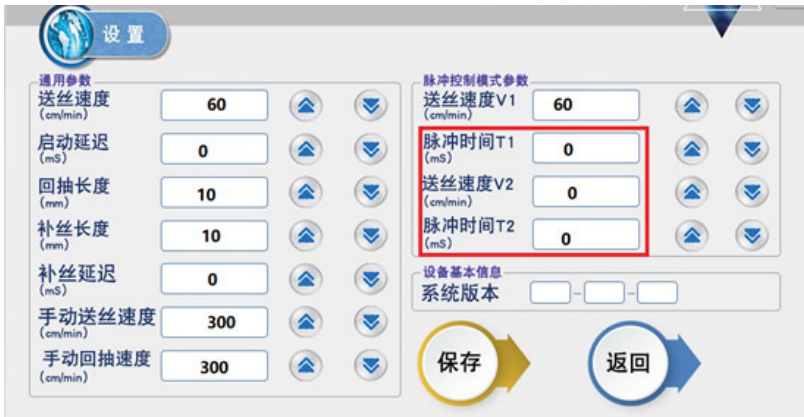 设置
通用参数
送丝速度 60
(cm/min)
启动延迟 0
(mS)
回抽长度 10
(mm)
补丝长度 10
(mm)
补丝延迟 0
(mS)
手动送丝速度 300
(cm/min)
手动回抽速度 300
(cm/min)
脉冲控制模式参数
送丝速度V1 60
(cm/min)
脉冲时间T1 0
(mS)
送丝速度V2 0
(cm/min)
脉冲时间T2 0
(mS)
设备基本信息
系统版本 - -
保存
返回